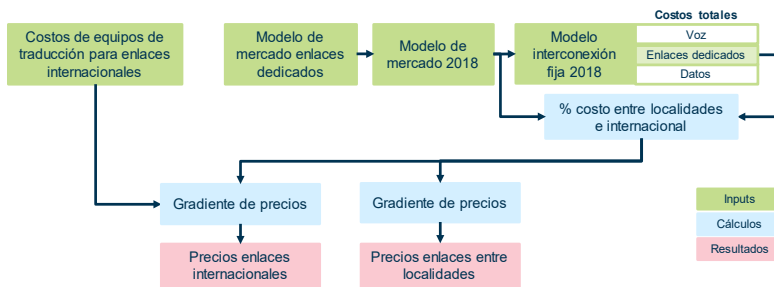 Costos totales
Costos de equipos de
traducción para enlaces
internacionales
Modelo de
mercado enlaces
dedicados
Modelo de
mercado 2018
Modelo
interconexión
fija 2018
Voz
Enlaces dedicados
Datos
% costo entre localidades
e internacional
Gradiente de precios
Gradiente de precios
Precios enlaces
internacionales
Precios enlaces entre
localidades
Inputs
Cálculos
Resultados